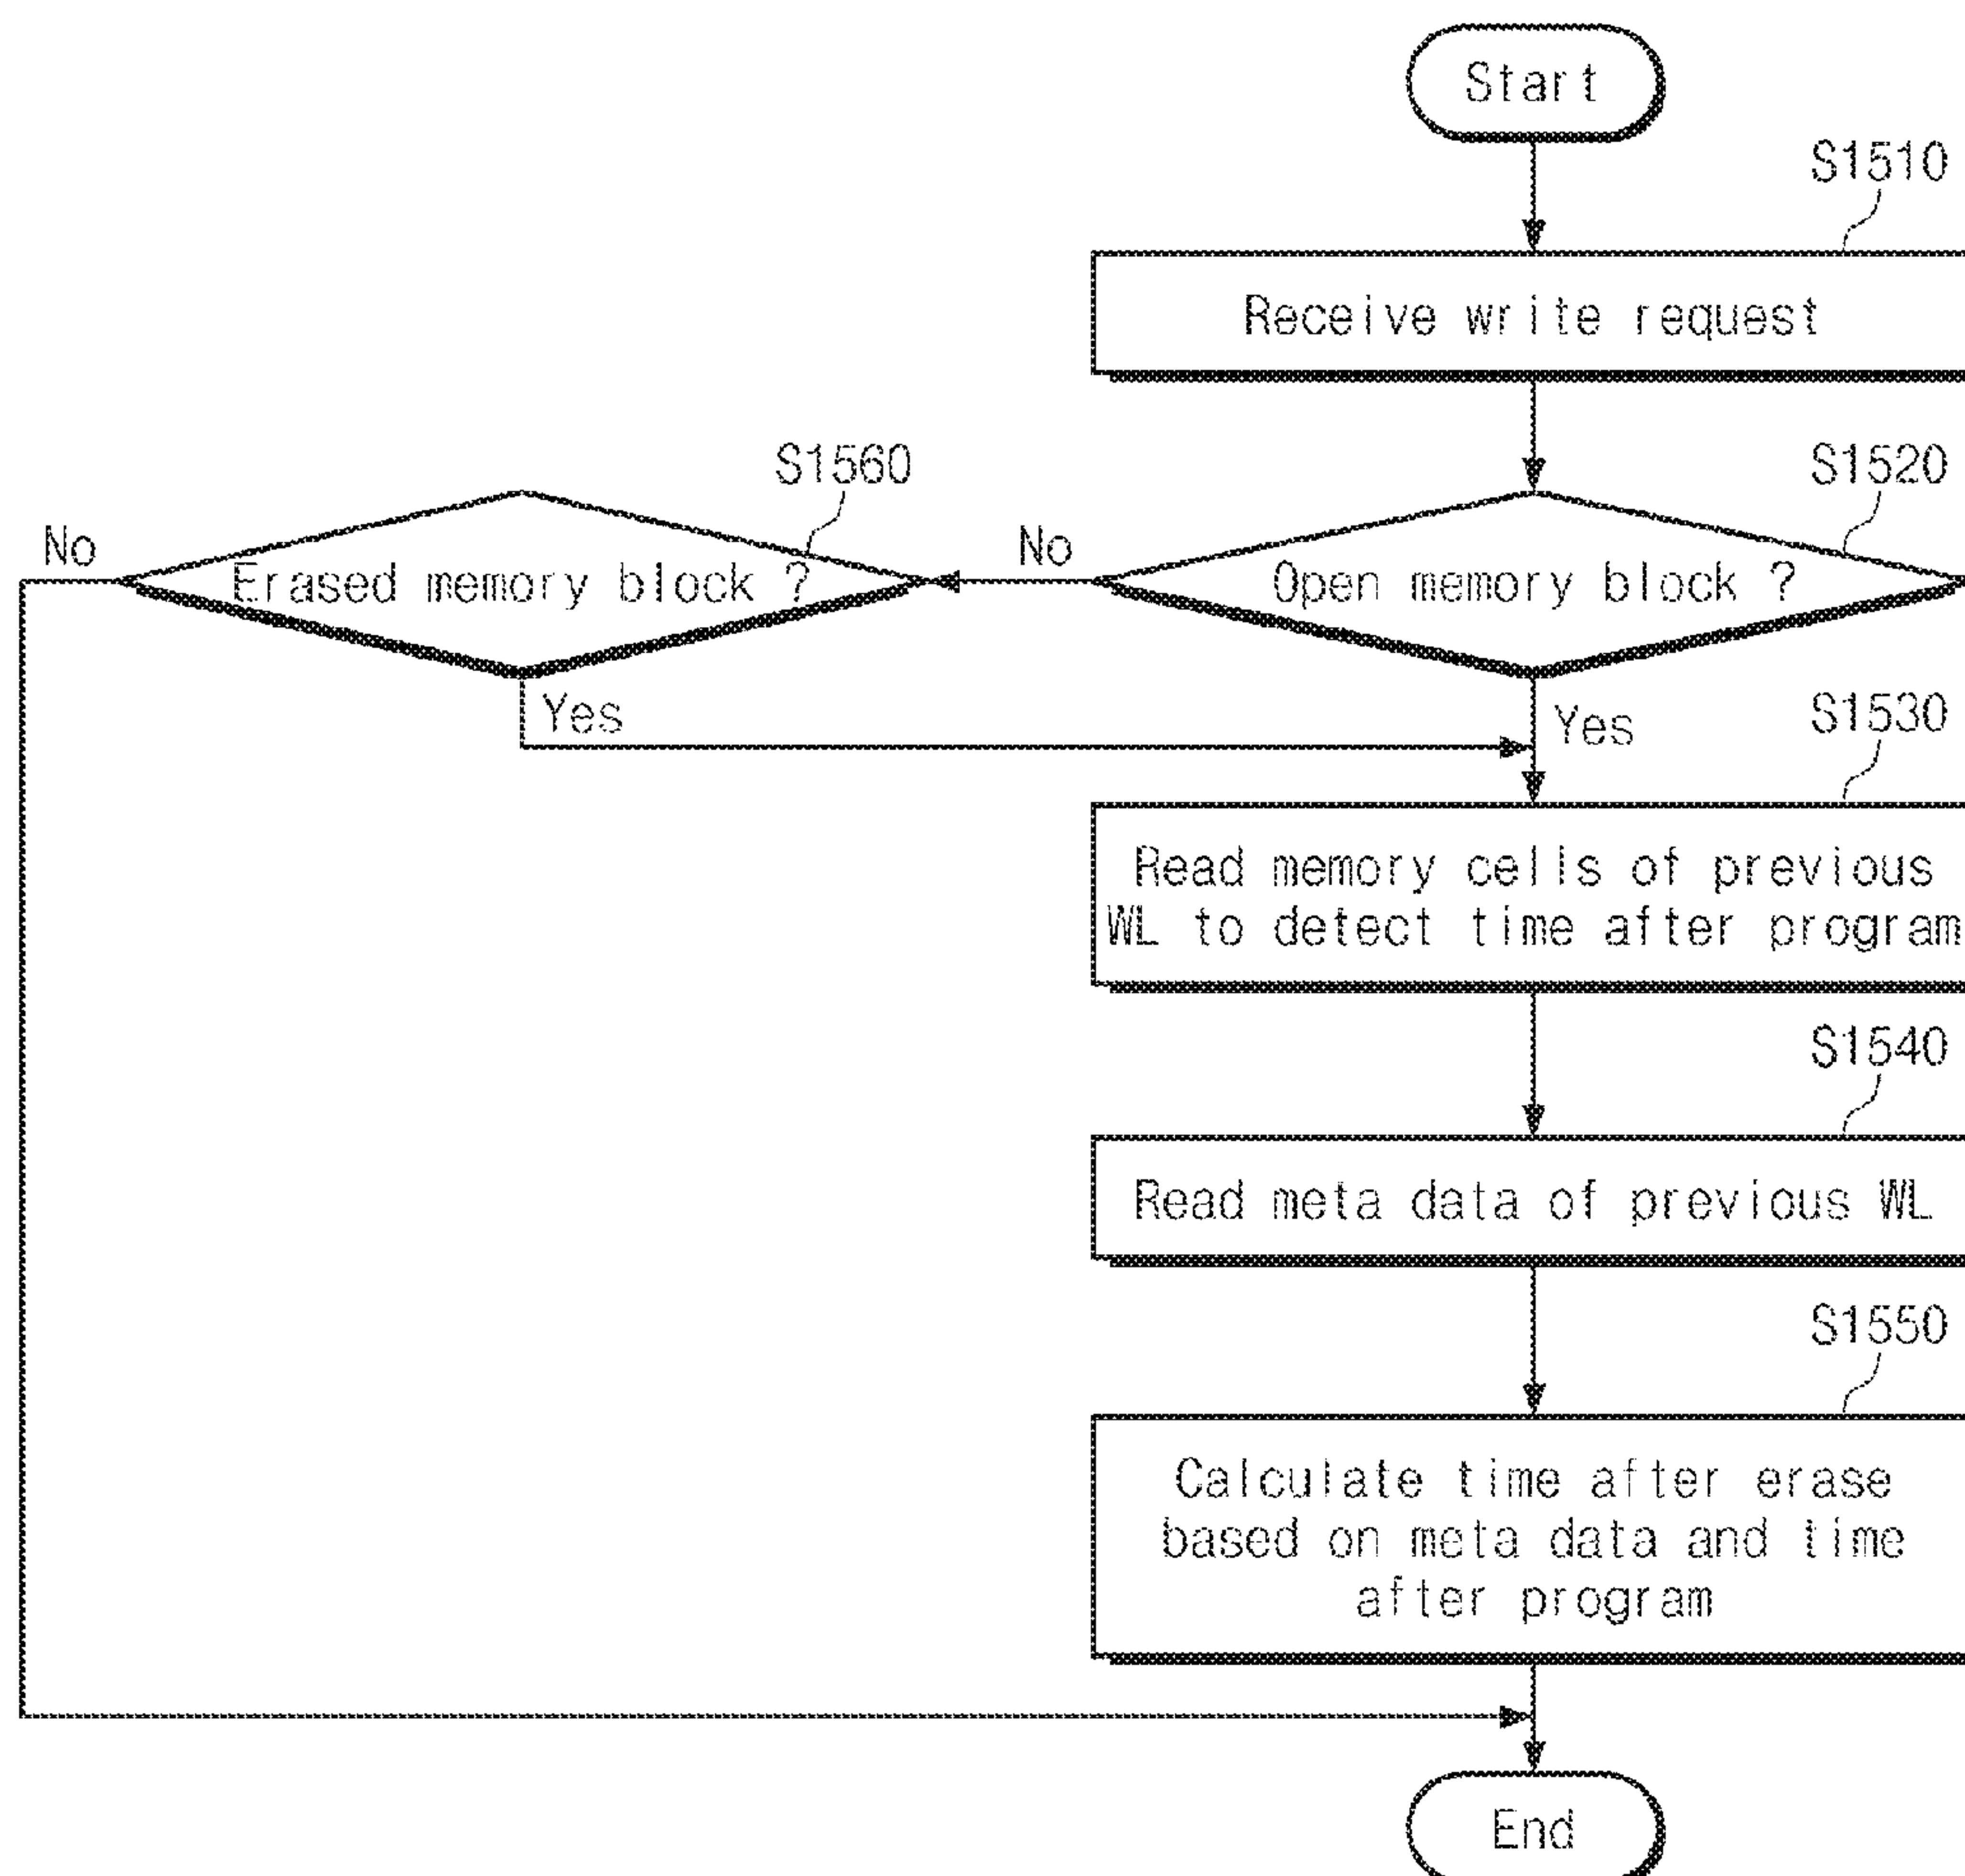 Start
S1510
Receive write request
S1560
S1520
No
Erased memory block ?
No
Open memory block ?
Yes
Yes
S1530
Read memory cells of previous
WL to detect time after program
S1540
Read meta data of previous WL
S1550
Calculate time after erase
based on meta data and time
after program
End